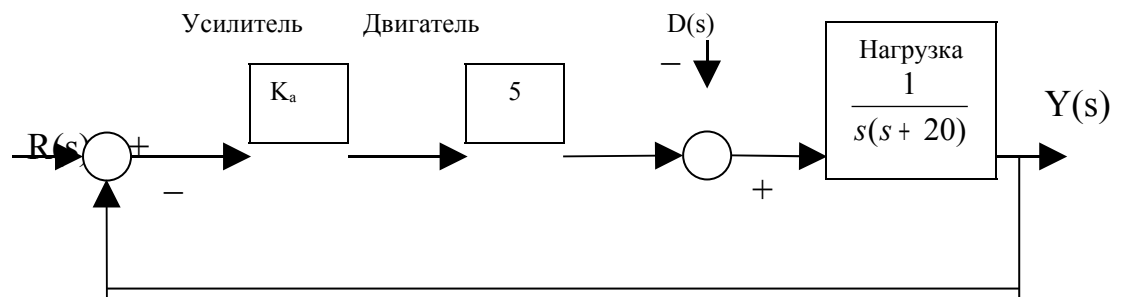 Усилитель Двигатель D(s)
−
Нагрузка
1
s(s + 20)
Kₐ
5
Y(s)
R(s) +
−
+